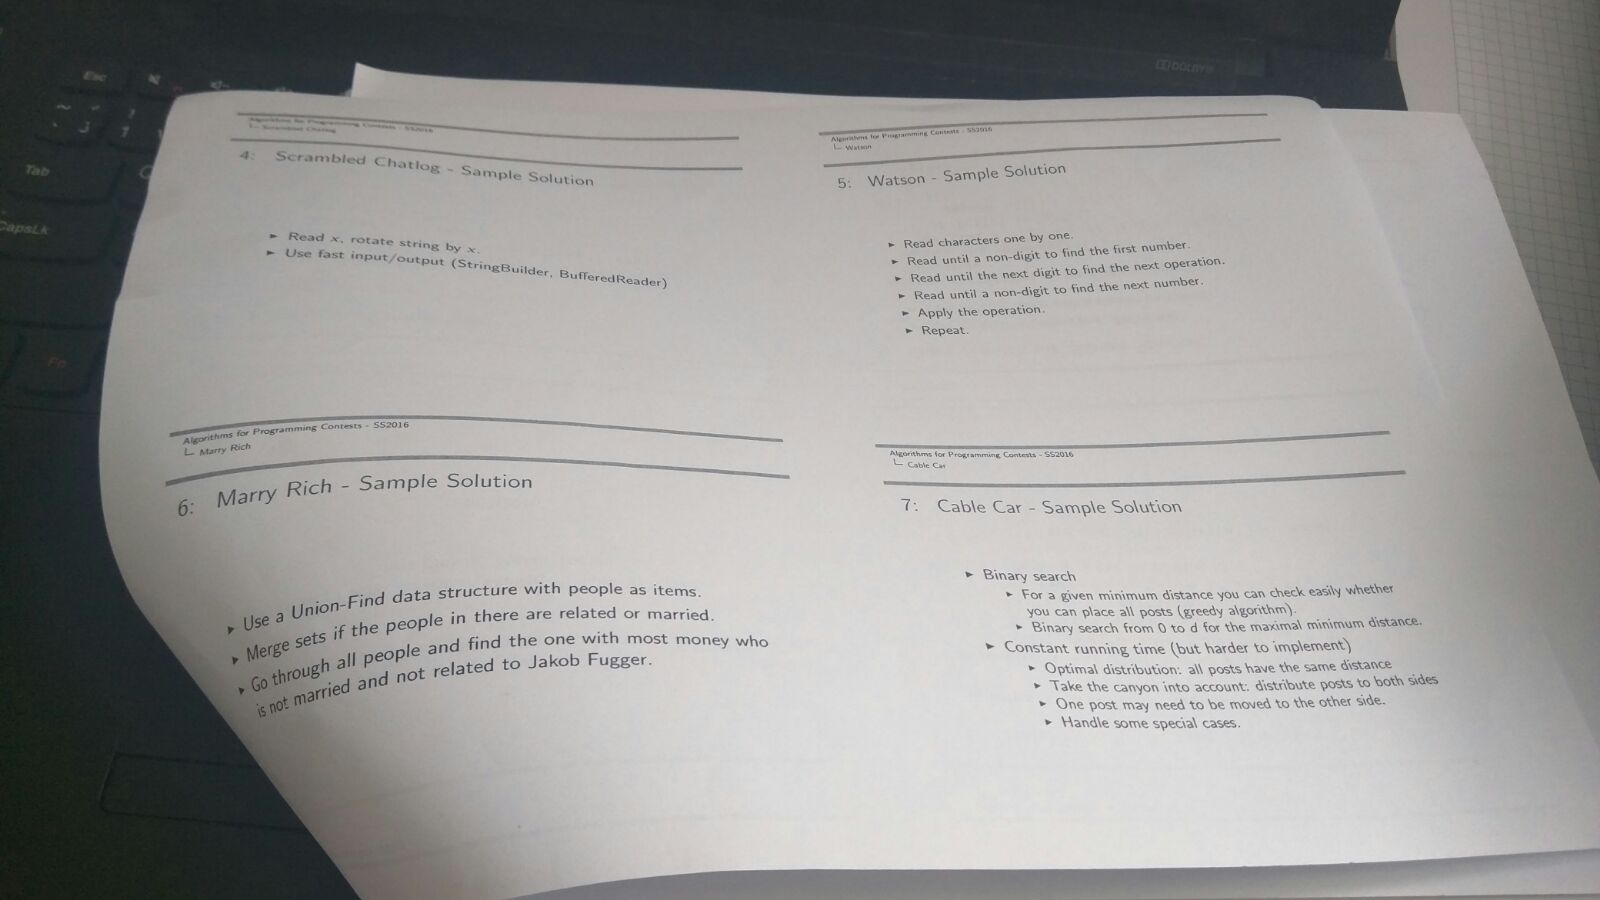 Esc
Tab
CapsLk
Fn
DOLBY
Algorithms for Programming Contests - SS2016
Scrambled Chatlog
4: Scrambled Chatlog - Sample Solution
► Read x, rotate string by x.
► Use fast input/output (StringBuilder, BufferedReader)
Algorithms for Programming Contests - SS2016
Watson
5: Watson - Sample Solution
► Read characters one by one.
► Read until a non-digit to find the first number.
► Read until the next digit to find the next operation.
► Read until a non-digit to find the next number.
► Apply the operation.
► Repeat.
Algorithms for Programming Contests - SS2016
Marry Rich
6: Marry Rich - Sample Solution
► Use a Union-Find data structure with people as items.
► Merge sets if the people in there are related or married.
► Go through all people and find the one with most money who
is not married and not related to Jakob Fugger.
Algorithms for Programming Contests - SS2016
Cable Car
7: Cable Car - Sample Solution
► Binary search
► For a given minimum distance you can check easily whether
you can place all posts (greedy algorithm).
► Binary search from 0 to d for the maximal minimum distance.
► Constant running time (but harder to implement)
► Optimal distribution: all posts have the same distance
► Take the canyon into account: distribute posts to both sides
► One post may need to be moved to the other side.
► Handle some special cases.